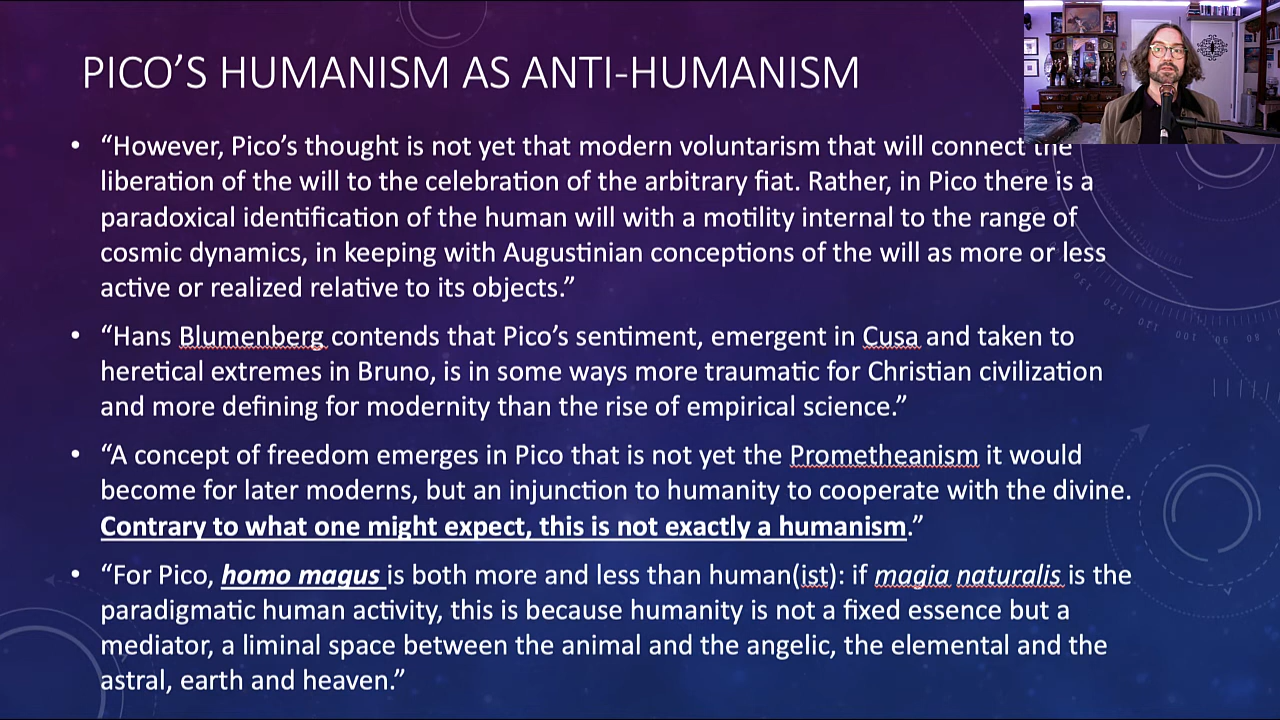 PICO’S HUMANISM AS ANTI-HUMANISM
• “However, Pico’s thought is not yet that modern voluntarism that will connect the
liberation of the will to the celebration of the arbitrary fiat. Rather, in Pico there is a
paradoxical identification of the human will with a motility internal to the range of
cosmic dynamics, in keeping with Augustinian conceptions of the will as more or less
active or realized relative to its objects.”
• “Hans Blumenberg contends that Pico’s sentiment, emergent in Cusa and taken to
heretical extremes in Bruno, is in some ways more traumatic for Christian civilization
and more defining for modernity than the rise of empirical science.”
• “A concept of freedom emerges in Pico that is not yet the Prometheanism it would
become for later moderns, but an injunction to humanity to cooperate with the divine.
Contrary to what one might expect, this is not exactly a humanism.”
• “For Pico, homo magus is both more and less than human(ist): if magia naturalis is the
paradigmatic human activity, this is because humanity is not a fixed essence but a
mediator, a liminal space between the animal and the angelic, the elemental and the
astral, earth and heaven.”